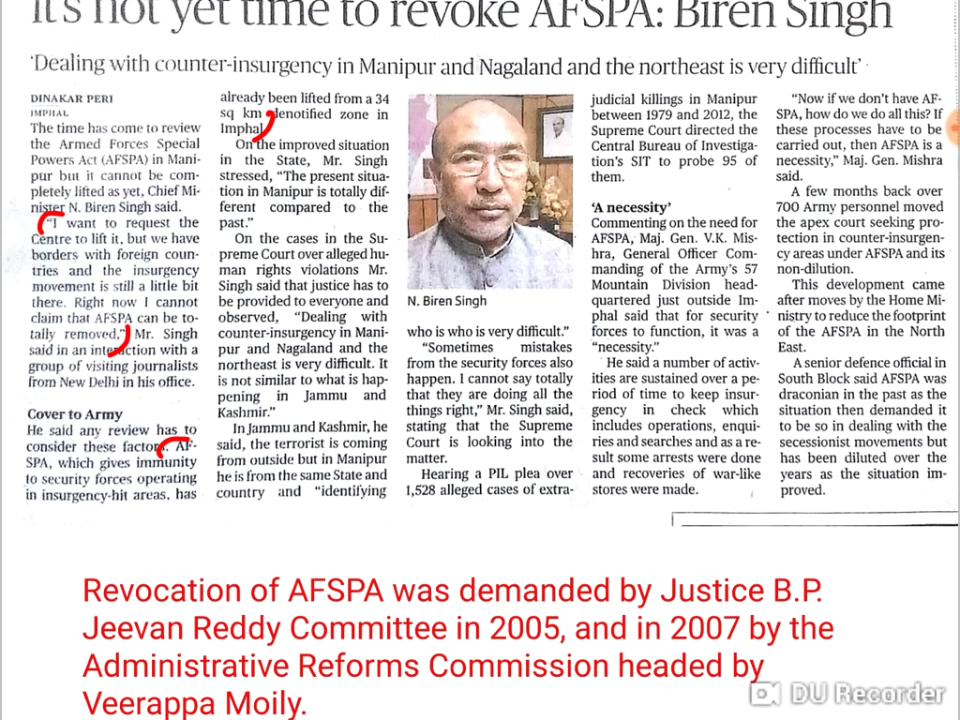 It's not yet time to revoke AFSPA: Biren Singh
'Dealing with counter-insurgency in Manipur and Nagaland and the northeast is very difficult'
DINAKAR PERI
IMPHAL
The time has come to review
the Armed Forces Special
Powers Act (AFSPA) in Mani-
pur but it cannot be com-
pletely lifted as yet, Chief Mi-
nister N. Biren Singh said.
"I want to request the
Centre to lift it, but we have
borders with foreign coun-
tries and the insurgency
movement is still a little bit
there. Right now I cannot
claim that AFSPA can be to-
tally removed," Mr. Singh
said in an interaction with a
group of visiting journalists
from New Delhi in his office.
Cover to Army
He said any review has to
consider these factors. AF-
SPA, which gives immunity
to security forces operating
in insurgency-hit areas, has
already been lifted from a 34
sq km denotified zone in
Imphal.
On the improved situation
in the State, Mr. Singh
stressed, "The present situa-
tion in Manipur is totally dif-
ferent compared to the
past."
On the cases in the Su-
preme Court over alleged hu-
man rights violations Mr.
Singh said that justice has to
be provided to everyone and
observed, "Dealing with
counter-insurgency in Mani-
pur and Nagaland and the
northeast is very difficult. It
is not similar to what is hap-
pening in Jammu and
Kashmir."
In Jammu and Kashmir, he
said, the terrorist is coming
from outside but in Manipur
he is from the same State and
country and "identifying
N. Biren Singh
who is who is very difficult."
"Sometimes mistakes
from the security forces also
happen. I cannot say totally
that they are doing all the
things right," Mr. Singh said,
stating that the Supreme
Court is looking into the
matter.
Hearing a PIL plea over
1,528 alleged cases of extra-
judicial killings in Manipur
between 1979 and 2012, the
Supreme Court directed the
Central Bureau of Investiga-
tion's SIT to probe 95 of
them.
'A necessity'
Commenting on the need for
AFSPA, Maj. Gen. V.K. Mis-
hra, General Officer Com-
manding of the Army's 57
Mountain Division head-
quartered just outside Im-
phal said that for security
forces to function, it was a
"necessity."
He said a number of activ-
ities are sustained over a pe-
riod of time to keep insur-
gency in check which
includes operations, enqui-
ries and searches and as a re-
sult some arrests were done
and recoveries of war-like
stores were made.
"Now if we don't have AF-
SPA, how do we do all this? If
these processes have to be
carried out, then AFSPA is a
necessity," Maj. Gen. Mishra
said.
A few months back over
700 Army personnel moved
the apex court seeking pro-
tection in counter-insurgen-
cy areas under AFSPA and its
non-dilution.
This development came
after moves by the Home Mi-
nistry to reduce the footprint
of the AFSPA in the North
East.
A senior defence official in
South Block said AFSPA was
draconian in the past as the
situation then demanded it
to be so in dealing with the
secessionist movements but
has been diluted over the
years as the situation im-
proved.
Revocation of AFSPA was demanded by Justice B.P.
Jeevan Reddy Committee in 2005, and in 2007 by the
Administrative Reforms Commission headed by
Veerappa Moily.
DU Recorder